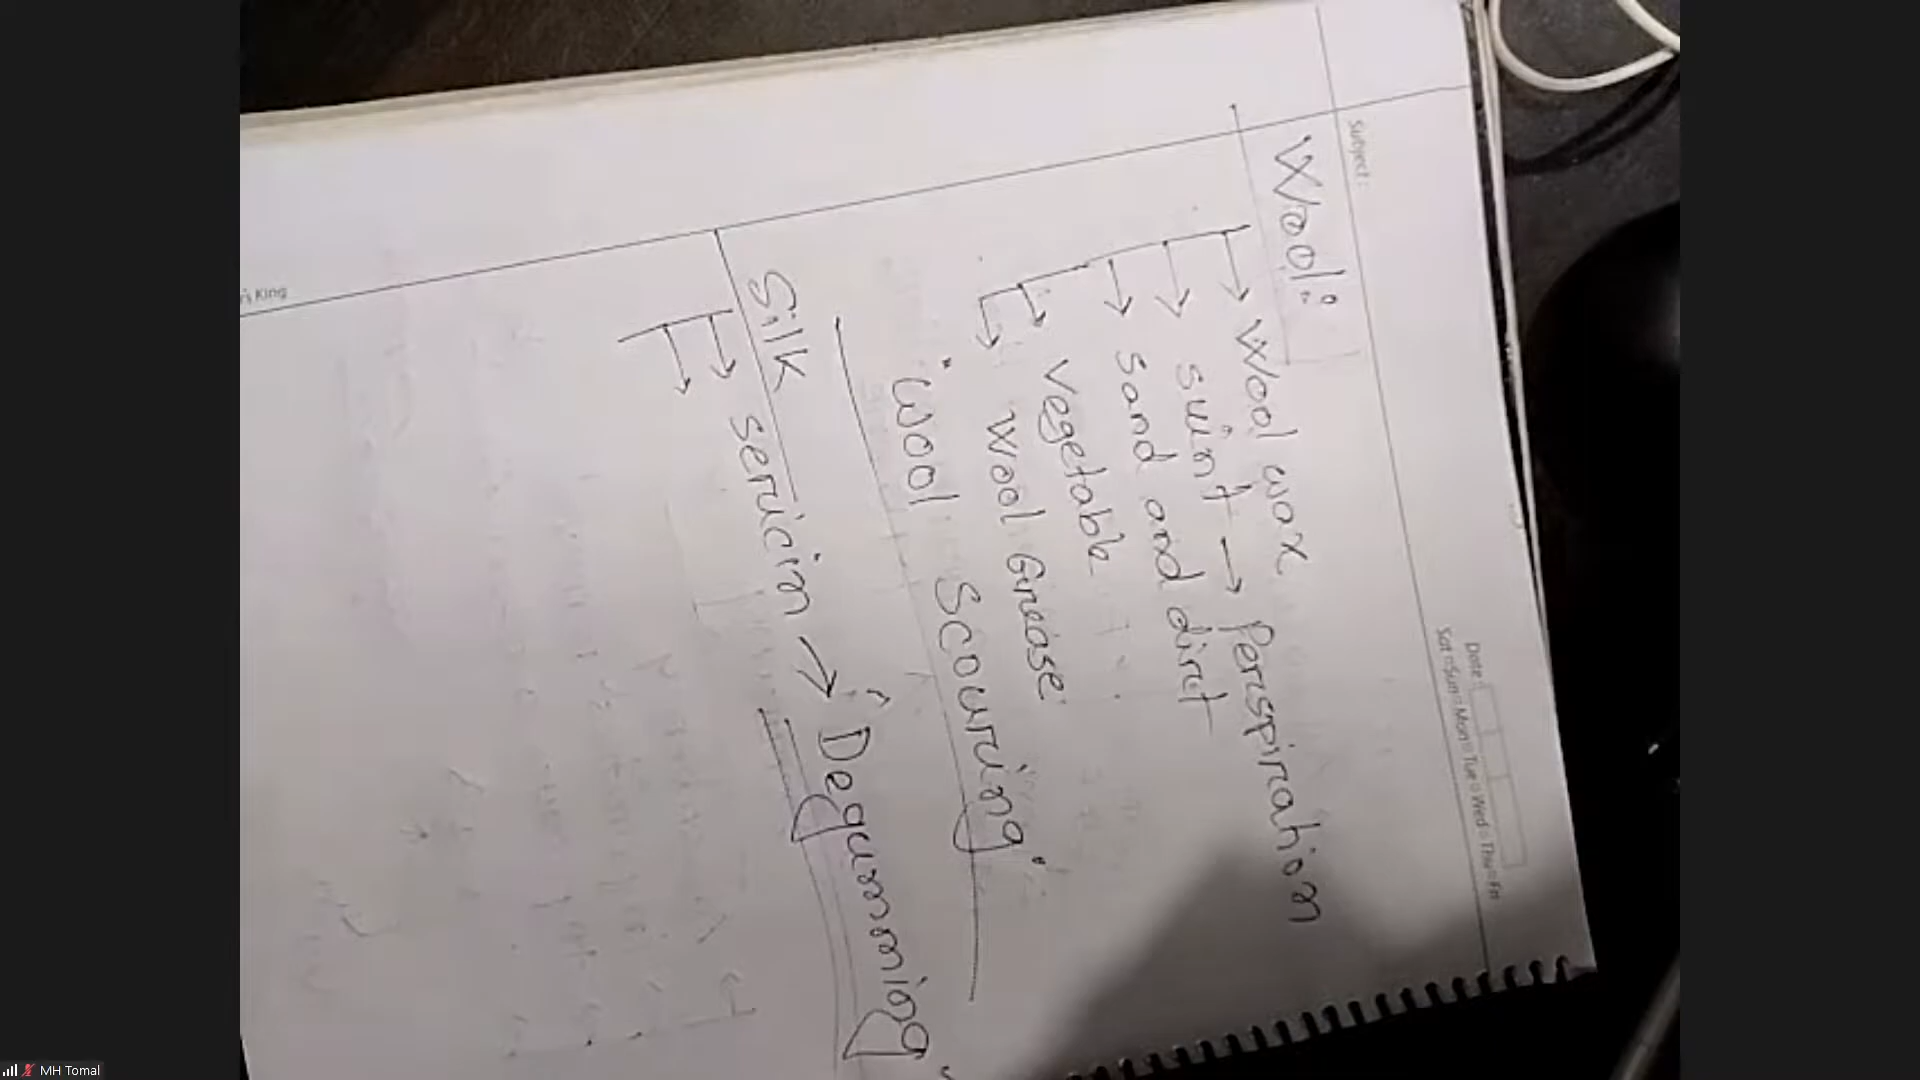 Subject :
Date :
Sat Sun Mon Tue Wed Thu Fri
Wool:
→ Wool wax
→ suint → Perspiration
→ sand and dirt
→ vegetable
→ Wool Grease
"Wool Scouring"
Silk
→ sericin → "Degumming"
King
MH Tomal